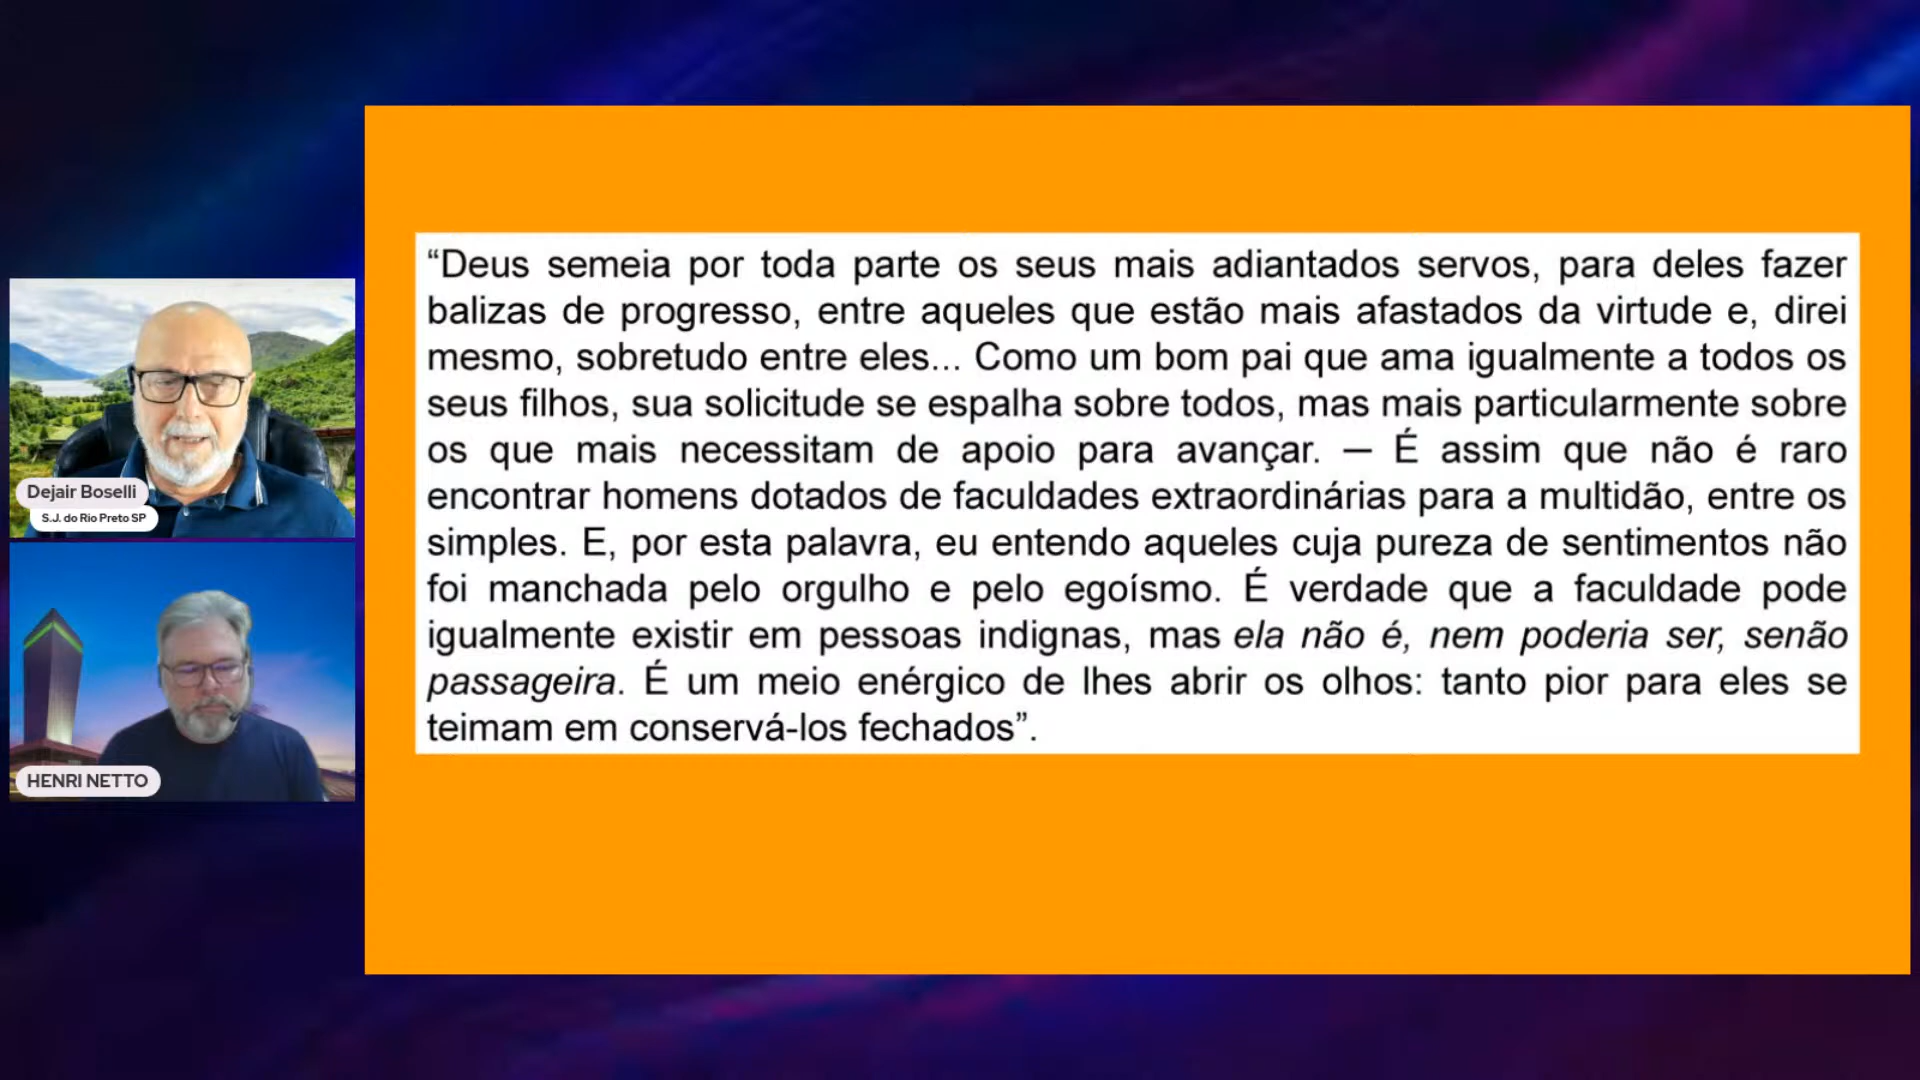 “Deus semeia por toda parte os seus mais adiantados servos, para deles fazer
balizas de progresso, entre aqueles que estão mais afastados da virtude e, direi
mesmo, sobretudo entre eles... Como um bom pai que ama igualmente a todos os
seus filhos, sua solicitude se espalha sobre todos, mas mais particularmente sobre
os que mais necessitam de apoio para avançar. — É assim que não é raro
encontrar homens dotados de faculdades extraordinárias para a multidão, entre os
simples. E, por esta palavra, eu entendo aqueles cuja pureza de sentimentos não
foi manchada pelo orgulho e pelo egoísmo. É verdade que a faculdade pode
igualmente existir em pessoas indignas, mas ela não é, nem poderia ser, senão
passageira. É um meio enérgico de lhes abrir os olhos: tanto pior para eles se
teimam em conservá-los fechados”.
Dejair Boselli
S.J. do Rio Preto SP
HENRI NETTO